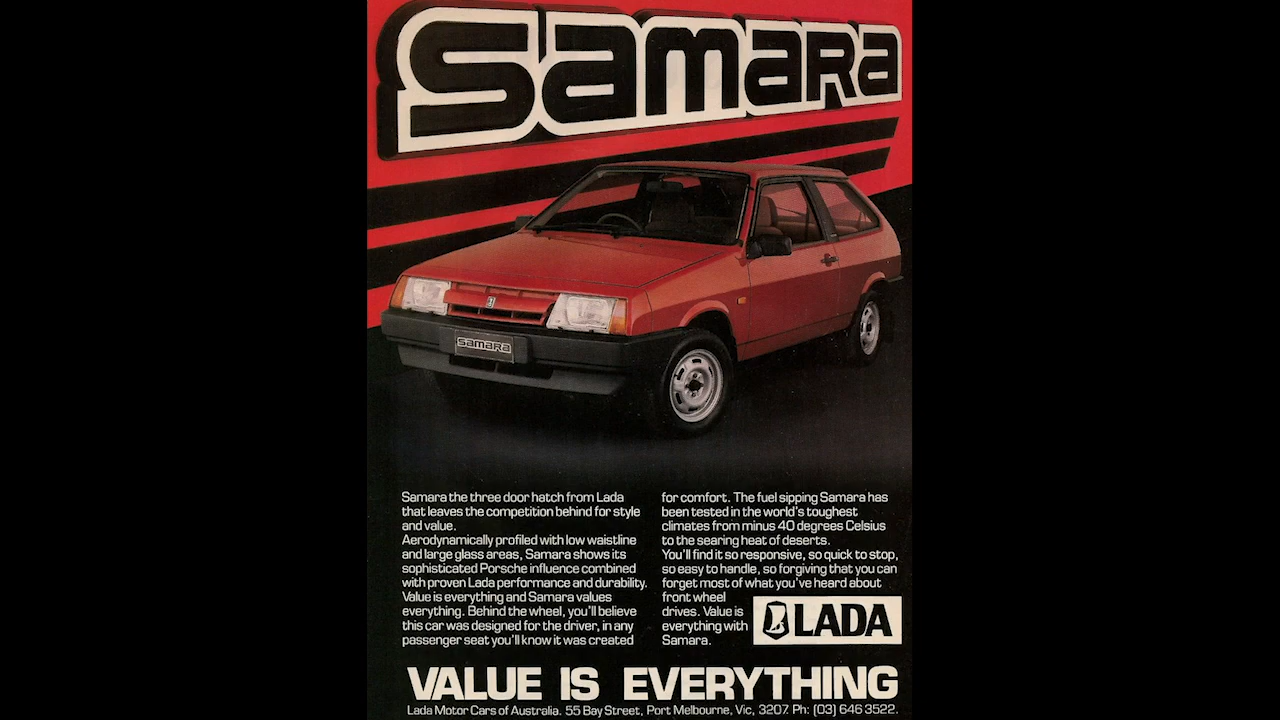 SAMARA
SAMARA
Samara the three door hatch from Lada
that leaves the competition behind for style
and value.
Aerodynamically profiled with low waistline
and large glass areas, Samara shows its
sophisticated Porsche influence combined
with proven Lada performance and durability.
Value is everything and Samara values
everything. Behind the wheel, you'll believe
this car was designed for the driver, in any
passenger seat you'll know it was created
for comfort. The fuel sipping Samara has
been tested in the world's toughest
climates from minus 40 degrees Celsius
to the searing heat of deserts.
You'll find it so responsive, so quick to stop,
so easy to handle, so forgiving that you can
forget most of what you've heard about
front wheel
drives. Value is
everything with
Samara.
LADA
VALUE IS EVERYTHING
Lada Motor Cars of Australia. 55 Bay Street, Port Melbourne, Vic, 3207. Ph: (03) 646 3522.